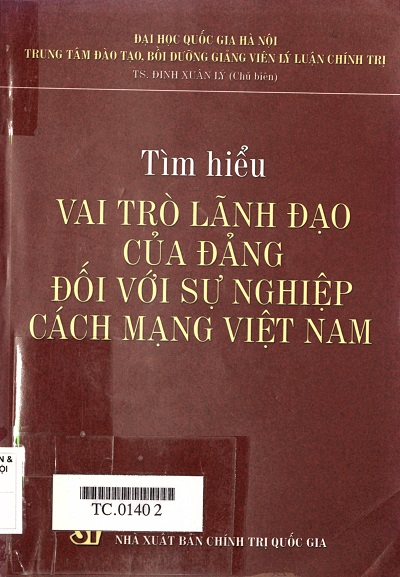 ĐẠI HỌC QUỐC GIA HÀ NỘI
TRUNG TÂM ĐÀO TẠO, BỒI DƯỠNG GIẢNG VIÊN LÝ LUẬN CHÍNH TRỊ
TS. ĐINH XUÂN LÝ (Chủ biên)
Tìm hiểu
VAI TRÒ LÃNH ĐẠO
CỦA ĐẢNG
ĐỐI VỚI SỰ NGHIỆP
CÁCH MẠNG VIỆT NAM
N &
ỘI
TC.0140 2
NHÀ XUẤT BẢN CHÍNH TRỊ QUỐC GIA